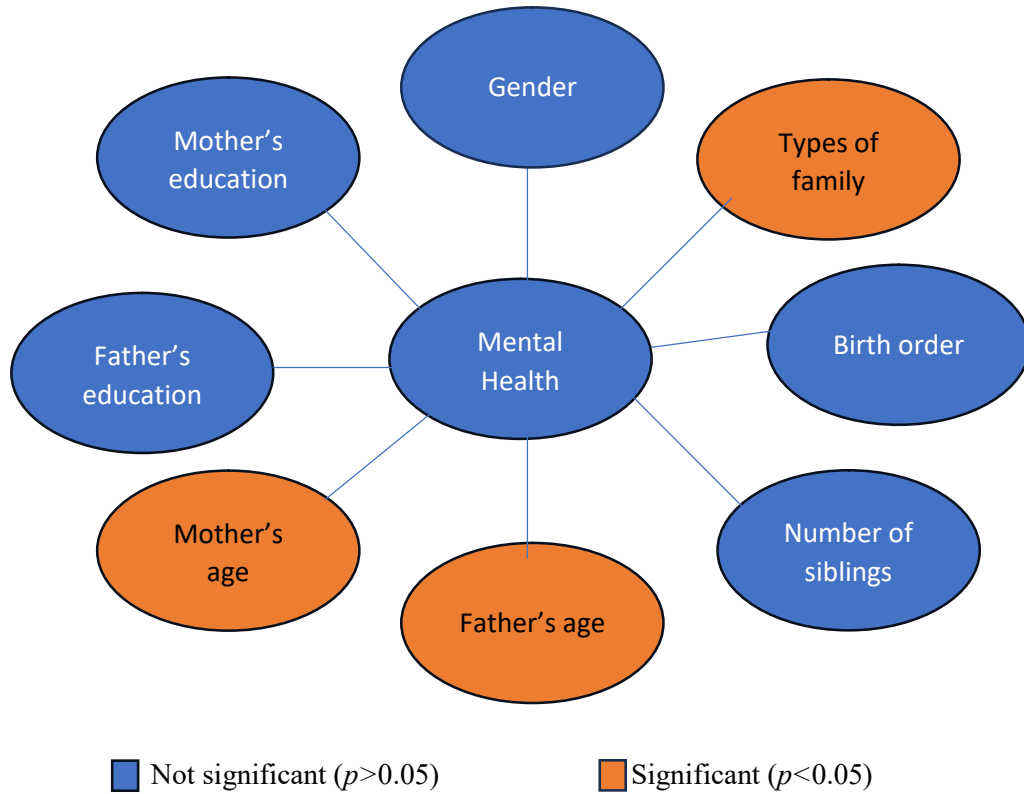 Gender
Mother’s
education
Types of
family
Mental
Health
Birth order
Father’s
education
Mother’s
age
Father’s age
Number of
siblings
Not significant (p>0.05)
Significant (p<0.05)